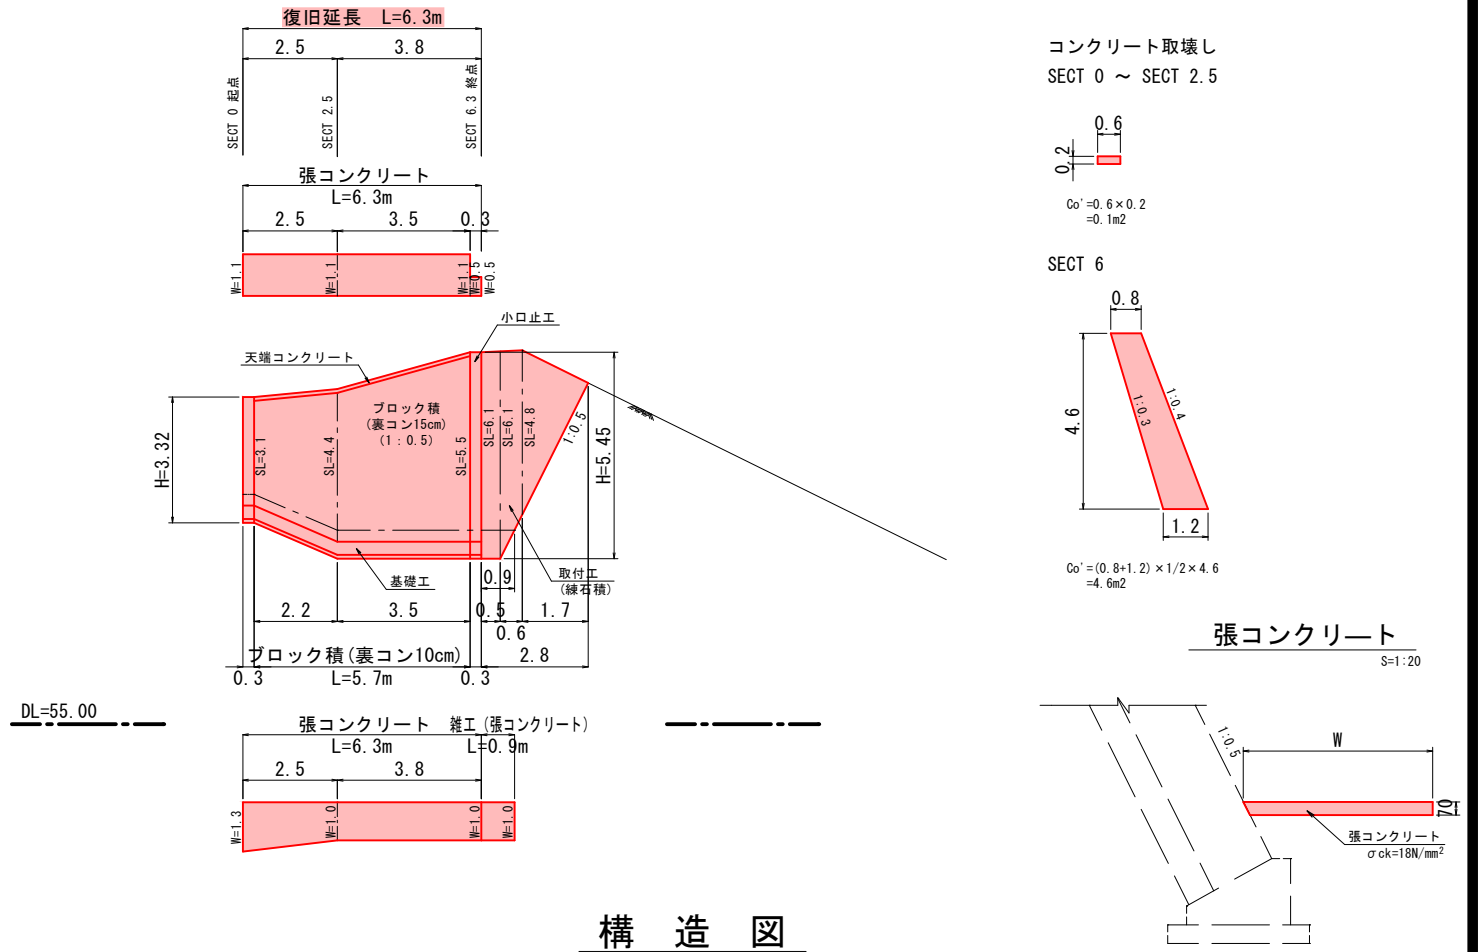 復旧延長 L=6.3m
2.5 3.8
SECT 0 起点
SECT 2.5
SECT 6.3 終点
張コンクリート
L=6.3m
2.5 3.5 0.3
W=1.1
W=1.1
W=1.1
W=0.5
W=0.5
小口止工
天端コンクリート
ブロック積
(裏コン15cm)
(1:0.5)
H=3.32
SL=3.1
SL=4.4
SL=5.5
SL=6.1
SL=6.1
SL=4.8
1:0.5
H=5.45
基礎工
0.9
取付工
(練石積)
2.2 3.5 0.5 1.7
0.6
ブロック積(裏コン10cm) 2.8
0.3 L=5.7m 0.3
DL=55.00
張コンクリート 雑工(張コンクリート)
L=6.3m L=0.9m
2.5 3.8
W=1.3
W=1.0
W=1.0
W=1.0
構造図
コンクリート取壊し
SECT 0 ～ SECT 2.5
0.6
0.2
Co'=0.6×0.2
=0.1m2
SECT 6
0.8
4.6
1:0.3
1:0.4
1.2
Co'=(0.8+1.2)×1/2×4.6
=4.6m2
張コンクリート
S=1:20
1:0.5
W
70
張コンクリート
σck=18N/mm²